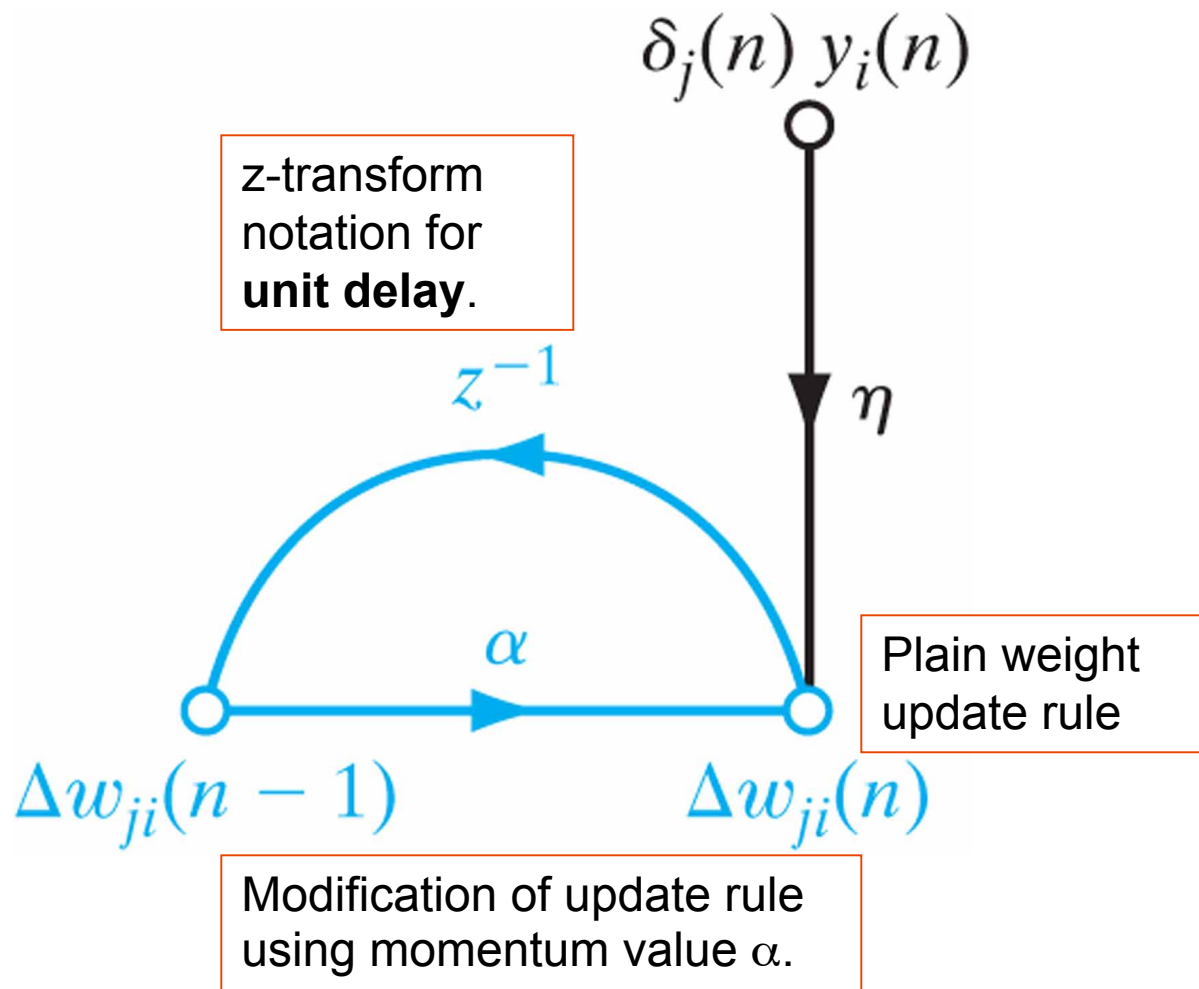 δⱼ(n) yᵢ(n)
z-transform
notation for
unit delay.
z⁻¹
η
α
Plain weight
update rule
Δwⱼᵢ(n − 1)
Δwⱼᵢ(n)
Modification of update rule
using momentum value α.